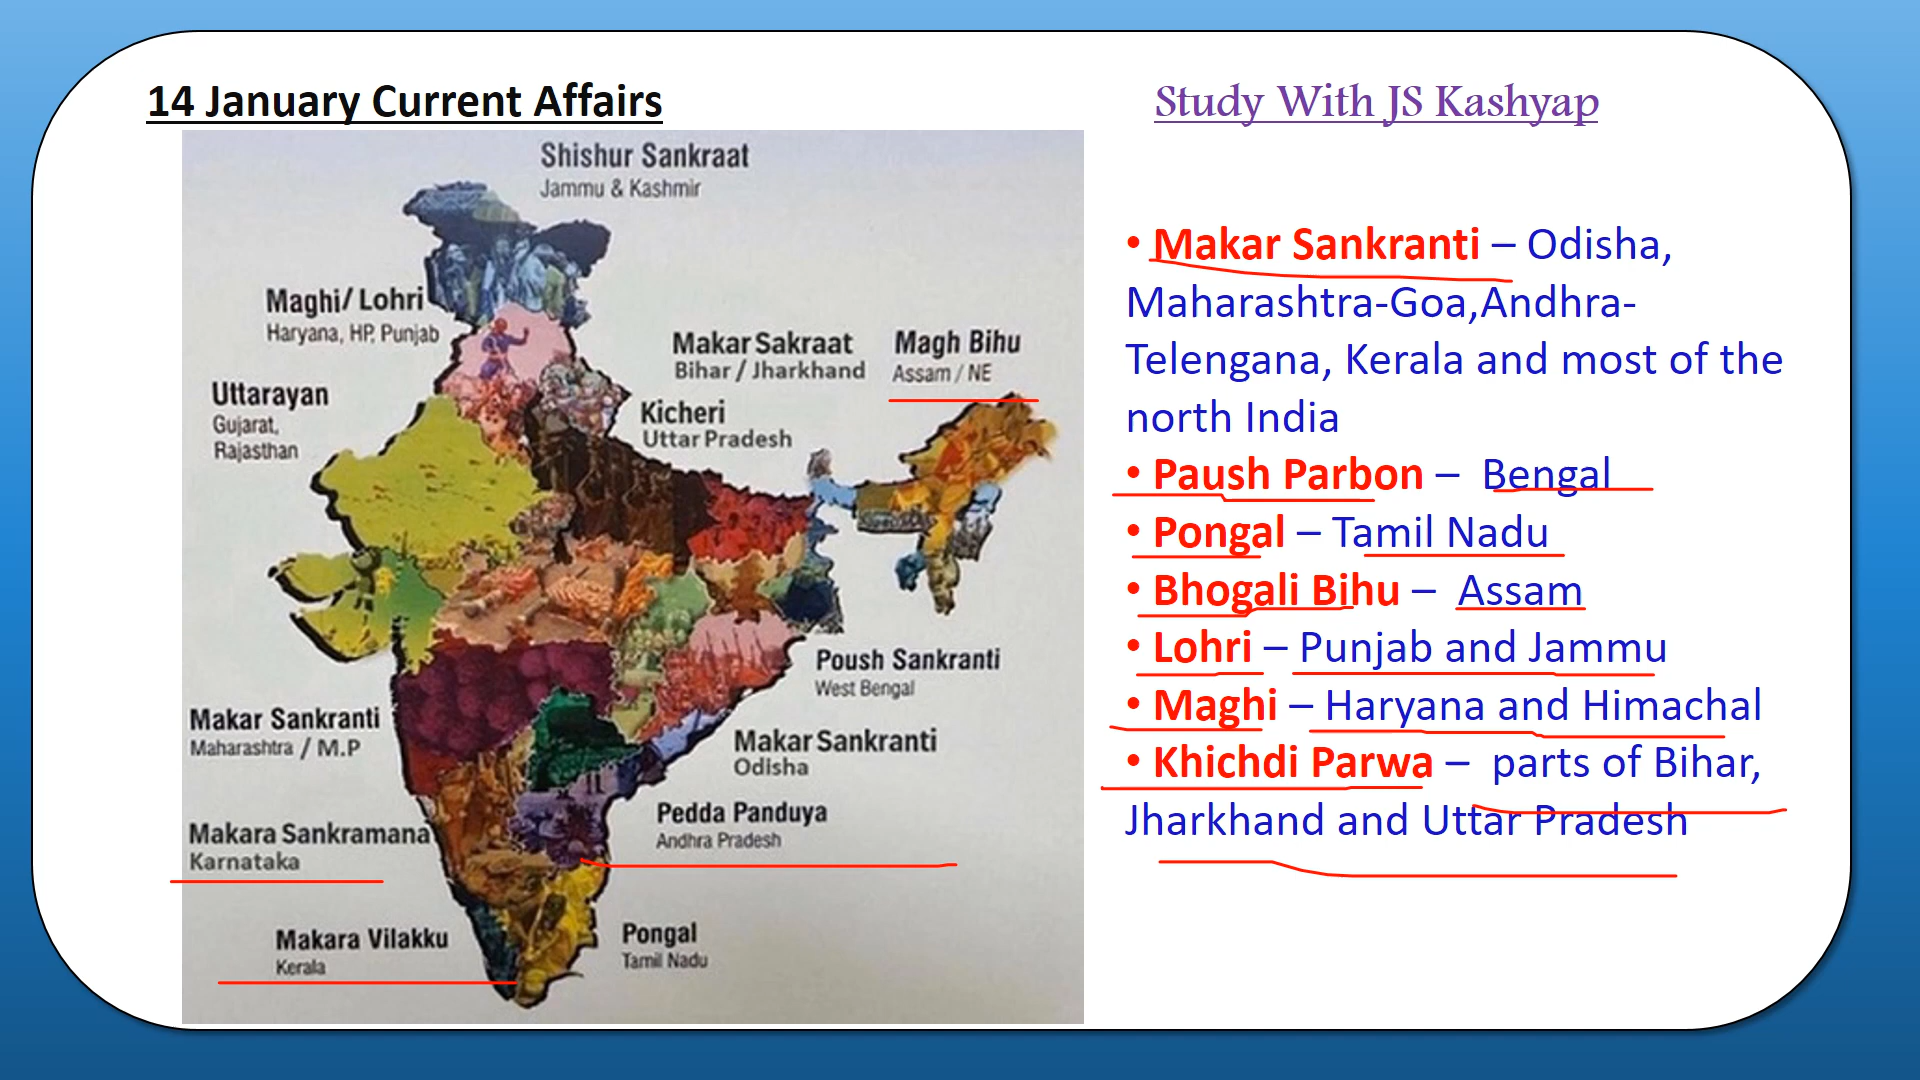 14 January Current Affairs
Study With JS Kashyap
Shishur Sankraat
Jammu & Kashmir
Maghi/ Lohri
Haryana, HP, Punjab
Makar Sakraat
Bihar / Jharkhand
Magh Bihu
Assam / NE
Uttarayan
Gujarat,
Rajasthan
Kicheri
Uttar Pradesh
Poush Sankranti
West Bengal
Makar Sankranti
Maharashtra / M.P
Makar Sankranti
Odisha
Pedda Panduya
Andhra Pradesh
Makara Sankramana
Karnataka
Makara Vilakku
Kerala
Pongal
Tamil Nadu
• Makar Sankranti – Odisha,
Maharashtra-Goa,Andhra-
Telengana, Kerala and most of the
north India
• Paush Parbon – Bengal
• Pongal – Tamil Nadu
• Bhogali Bihu – Assam
• Lohri – Punjab and Jammu
• Maghi – Haryana and Himachal
• Khichdi Parwa – parts of Bihar,
Jharkhand and Uttar Pradesh